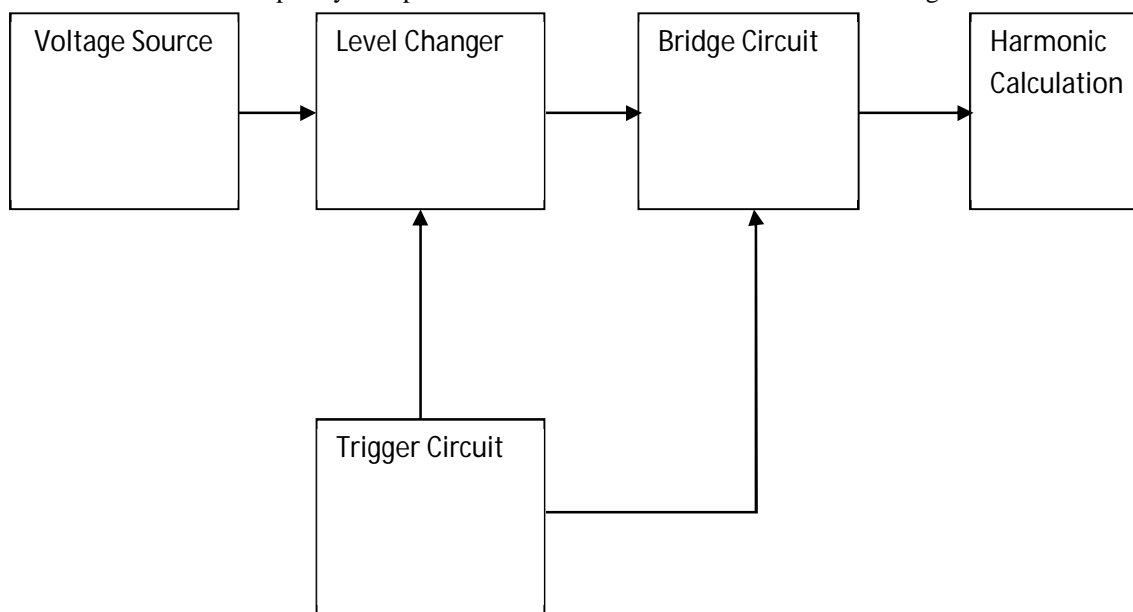 Voltage Source
Level Changer
Bridge Circuit
Harmonic
Calculation
Trigger Circuit